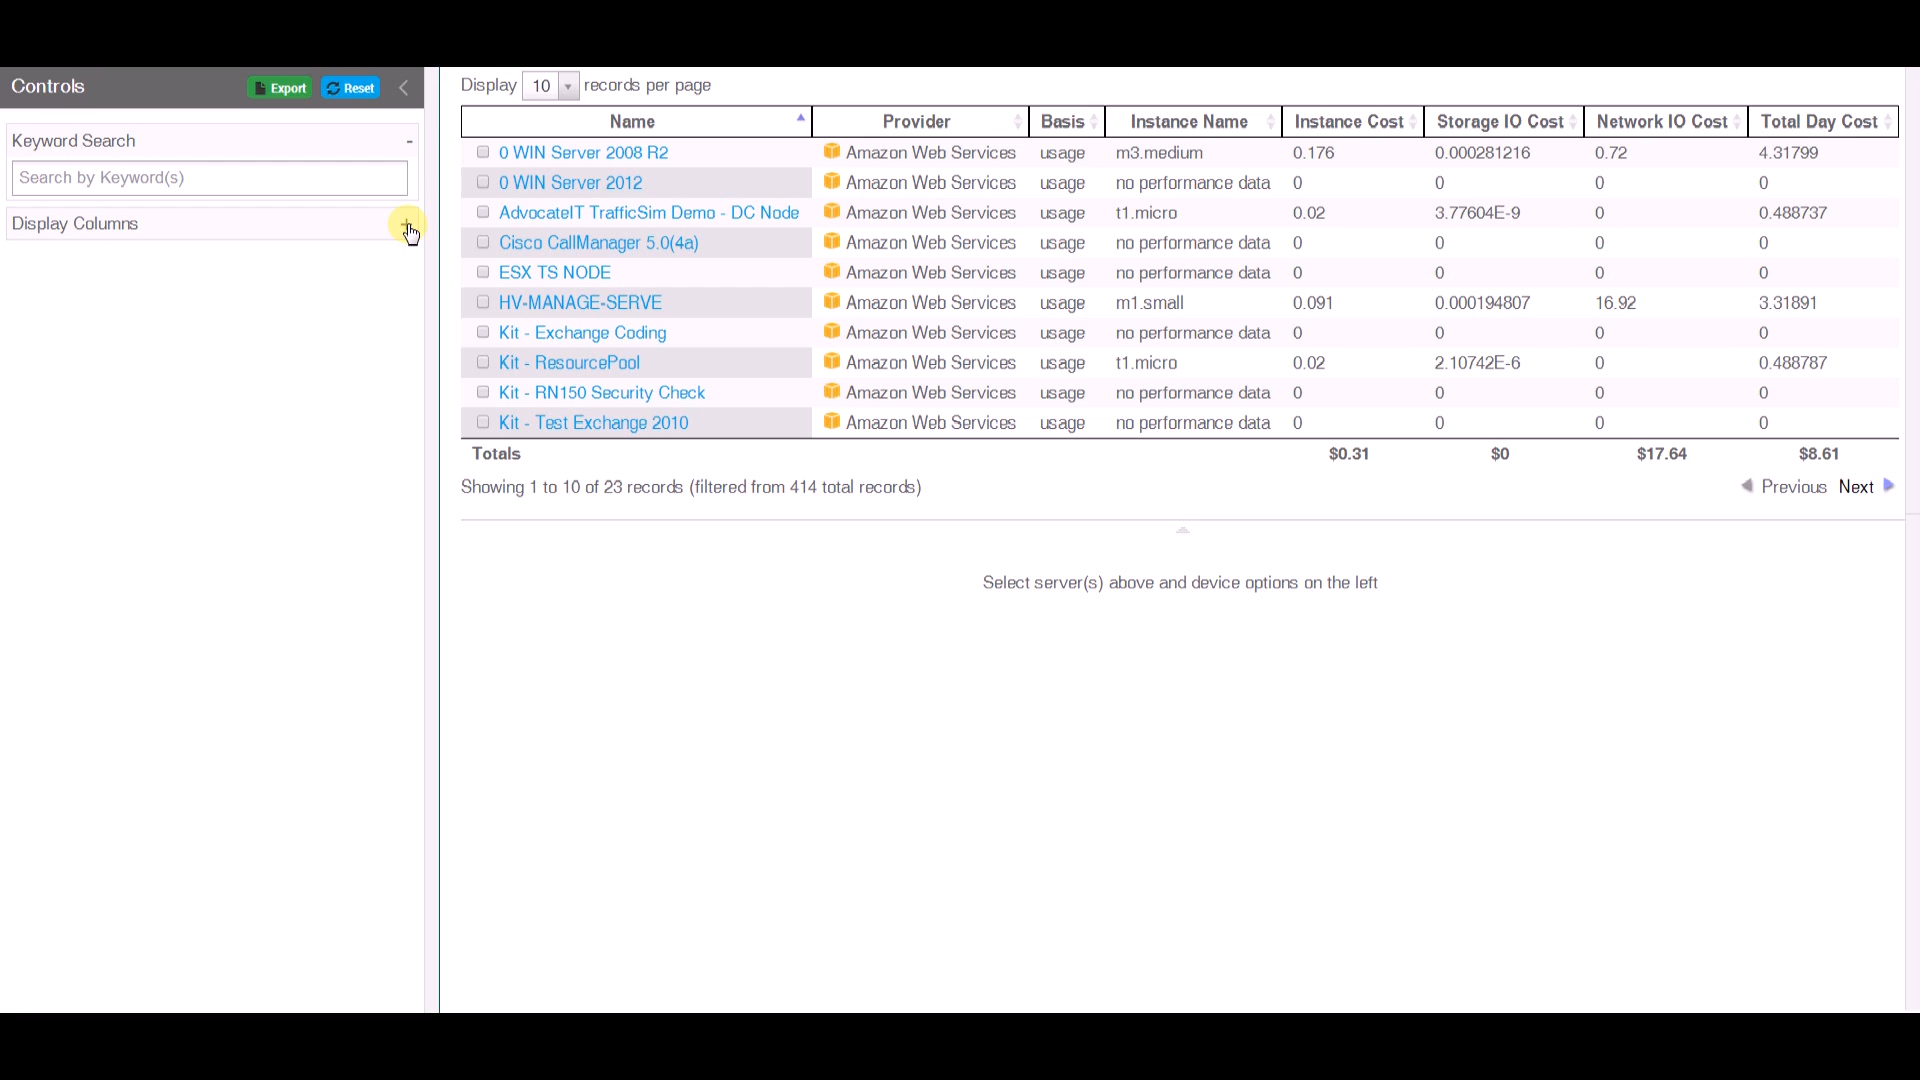 Controls
Export
Reset
Keyword Search
-
Search by Keyword(s)
Display Columns
+
Display 10 records per page
Name Provider Basis Instance Name Instance Cost Storage IO Cost Network IO Cost Total Day Cost
0 WIN Server 2008 R2 Amazon Web Services usage m3.medium 0.176 0.000281216 0.72 4.31799
0 WIN Server 2012 Amazon Web Services usage no performance data 0 0 0 0
AdvocateIT TrafficSim Demo - DC Node Amazon Web Services usage t1.micro 0.02 3.77604E-9 0 0.488737
Cisco CallManager 5.0(4a) Amazon Web Services usage no performance data 0 0 0 0
ESX TS NODE Amazon Web Services usage no performance data 0 0 0 0
HV-MANAGE-SERVE Amazon Web Services usage m1.small 0.091 0.000194807 16.92 3.31891
Kit - Exchange Coding Amazon Web Services usage no performance data 0 0 0 0
Kit - ResourcePool Amazon Web Services usage t1.micro 0.02 2.10742E-6 0 0.488787
Kit - RN150 Security Check Amazon Web Services usage no performance data 0 0 0 0
Kit - Test Exchange 2010 Amazon Web Services usage no performance data 0 0 0 0
Totals $0.31 $0 $17.64 $8.61
Showing 1 to 10 of 23 records (filtered from 414 total records)
Previous Next
Select server(s) above and device options on the left